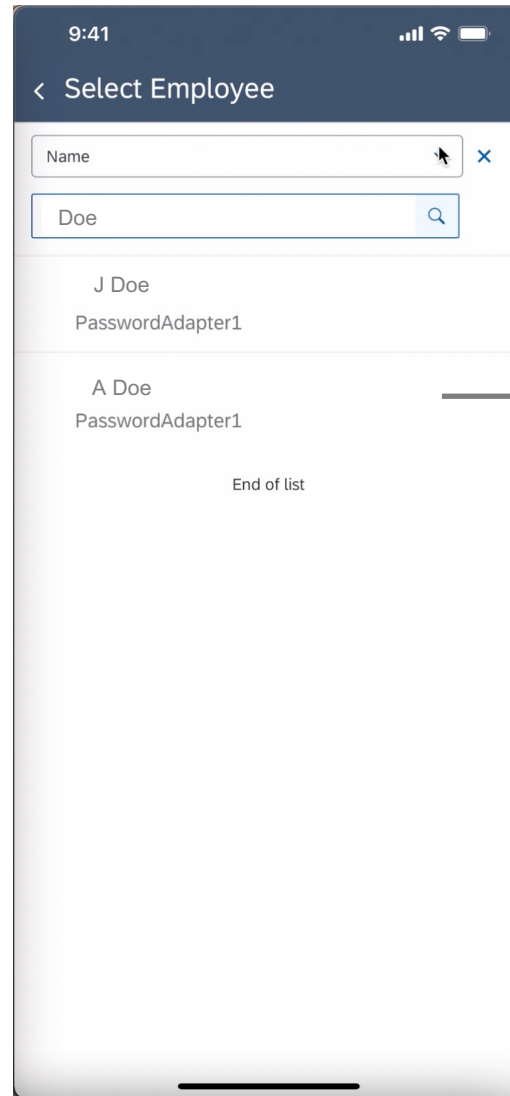 9:41
Select Employee
Name
Doe
J Doe
PasswordAdapter1
A Doe
PasswordAdapter1
End of list